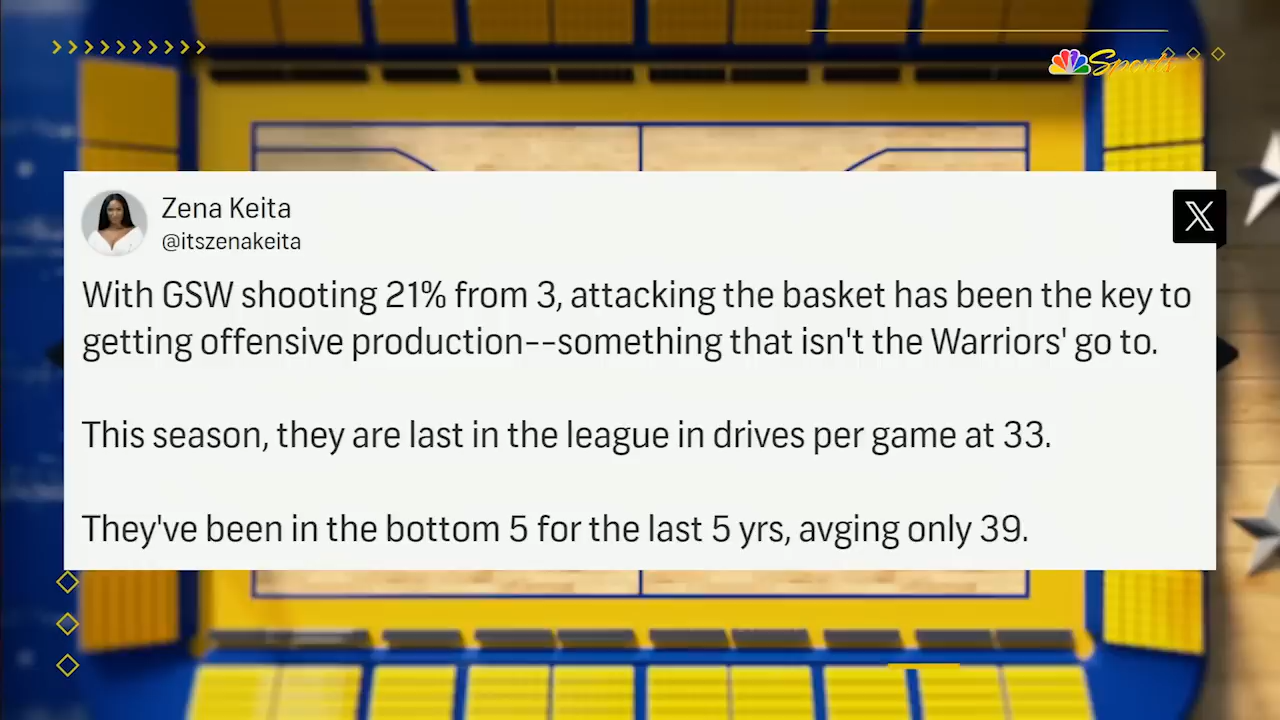 Sports
Zena Keita
@itszenakeita
With GSW shooting 21% from 3, attacking the basket has been the key to
getting offensive production--something that isn't the Warriors' go to.
This season, they are last in the league in drives per game at 33.
They've been in the bottom 5 for the last 5 yrs, avging only 39.